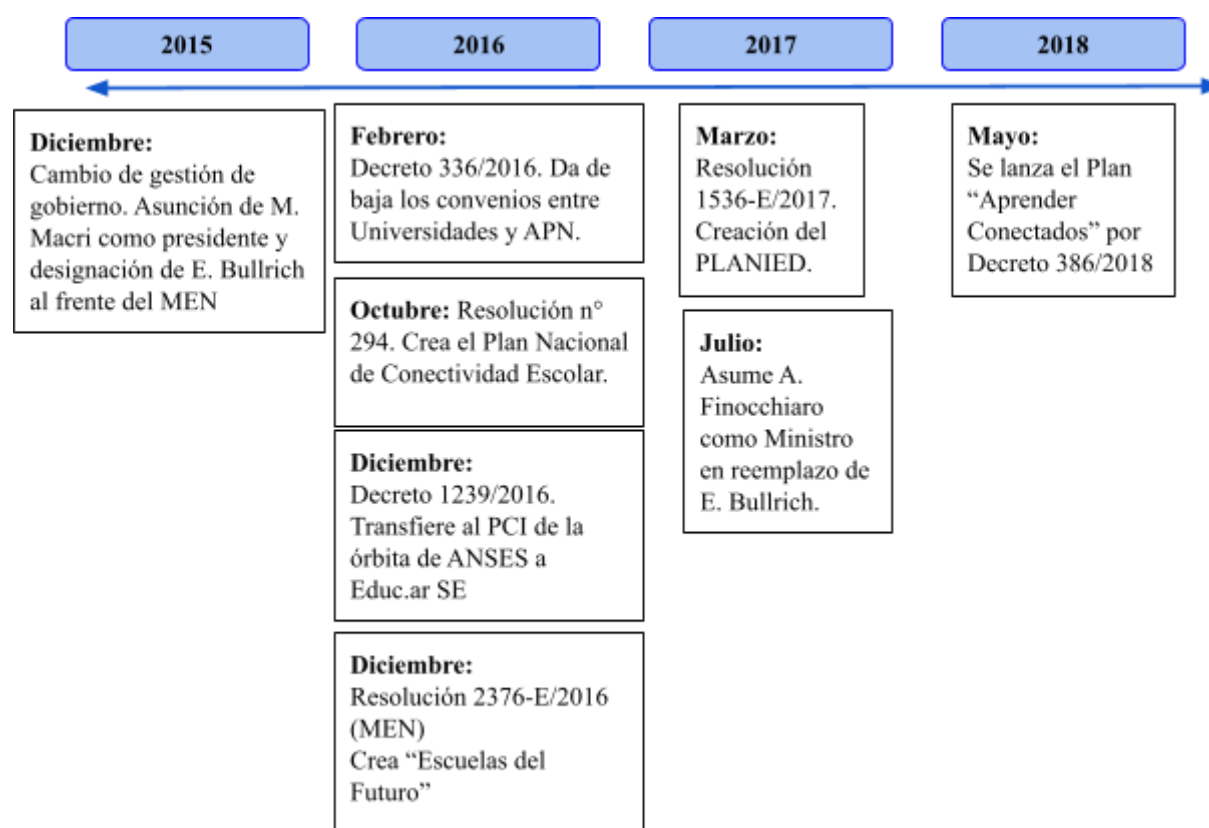 2015
2016
2017
2018
Diciembre:
Cambio de gestión de
gobierno. Asunción de M.
Macri como presidente y
designación de E. Bullrich
al frente del MEN
Febrero:
Decreto 336/2016. Da de
baja los convenios entre
Universidades y APN.
Octubre: Resolución n°
294. Crea el Plan Nacional
de Conectividad Escolar.
Diciembre:
Decreto 1239/2016.
Transfiere al PCI de la
órbita de ANSES a
Educ.ar SE
Diciembre:
Resolución 2376-E/2016
(MEN)
Crea “Escuelas del
Futuro”
Marzo:
Resolución
1536-E/2017.
Creación del
PLANIED.
Julio:
Asume A.
Finocchiaro
como Ministro
en reemplazo de
E. Bullrich.
Mayo:
Se lanza el Plan
“Aprender
Conectados” por
Decreto 386/2018